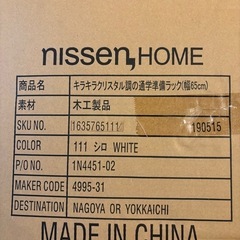 nissen, HOME
商品名 キラキラクリスタル調の通学準備ラック(幅65cm)
素材 木工製品
SKU NO. 1635765111 190515
COLOR 111 シロ WHITE
P/O NO. 1N4451-02
MAKER CODE 4995-31
DESTINATION NAGOYA OR YOKKAICHI
MADE IN CHINA